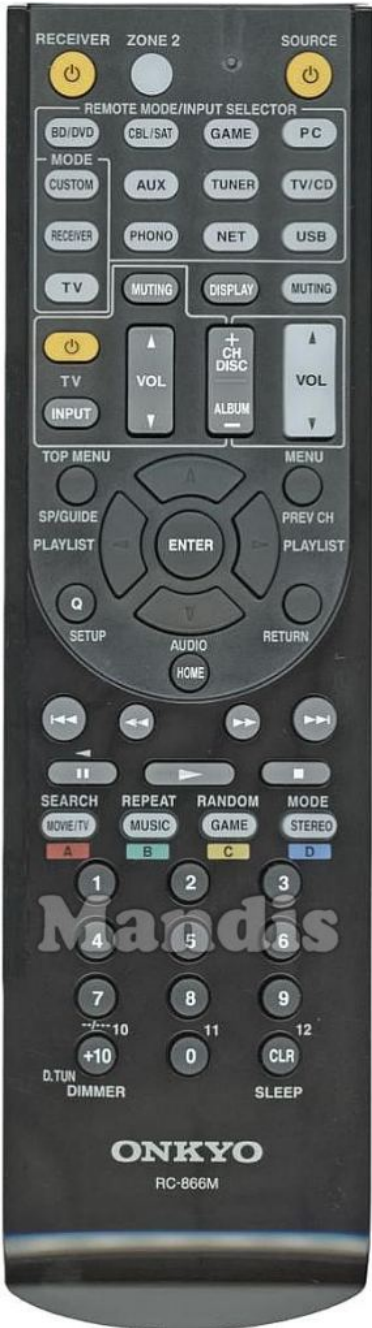 RECEIVER ZONE 2 SOURCE
REMOTE MODE/INPUT SELECTOR
BD/DVD CBL/SAT GAME PC
MODE
CUSTOM AUX TUNER TV/CD
RECEIVER PHONO NET USB
TV MUTING DISPLAY MUTING
+
CH
DISC
TV VOL VOL
INPUT ALBUM
-
TOP MENU MENU
SP/GUIDE PREV CH
PLAYLIST ENTER PLAYLIST
Q
SETUP AUDIO RETURN
HOME
SEARCH REPEAT RANDOM MODE
MOVIE/TV MUSIC GAME STEREO
A B C D
1 2 3
Mandis
4 5 6
7 8 9
--/--- 10 11 12
+10 0 CLR
D.TUN
DIMMER SLEEP
ONKYO
RC-866M